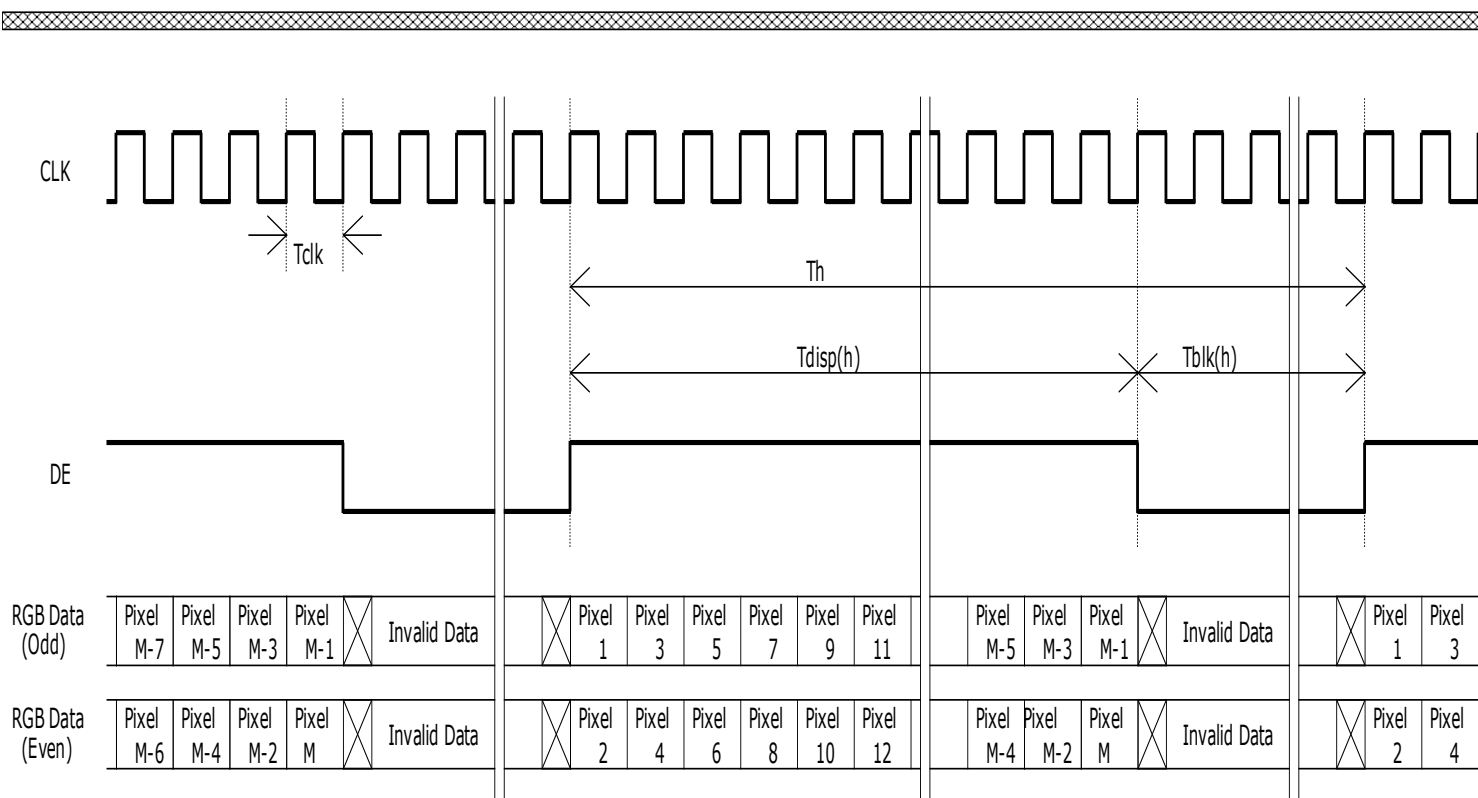 CLK
Tclk
Th
Tdisp(h) Tblk(h)
DE
RGB Data
(Odd)
Pixel Pixel Pixel Pixel Invalid Data Pixel Pixel Pixel Pixel Pixel Pixel Pixel Pixel Pixel Invalid Data Pixel Pixel
M-7 M-5 M-3 M-1 1 3 5 7 9 11 M-5 M-3 M-1 1 3
RGB Data
(Even)
Pixel Pixel Pixel Pixel Invalid Data Pixel Pixel Pixel Pixel Pixel Pixel Pixel Pixel Pixel Invalid Data Pixel Pixel
M-6 M-4 M-2 M 2 4 6 8 10 12 M-4 M-2 M 2 4